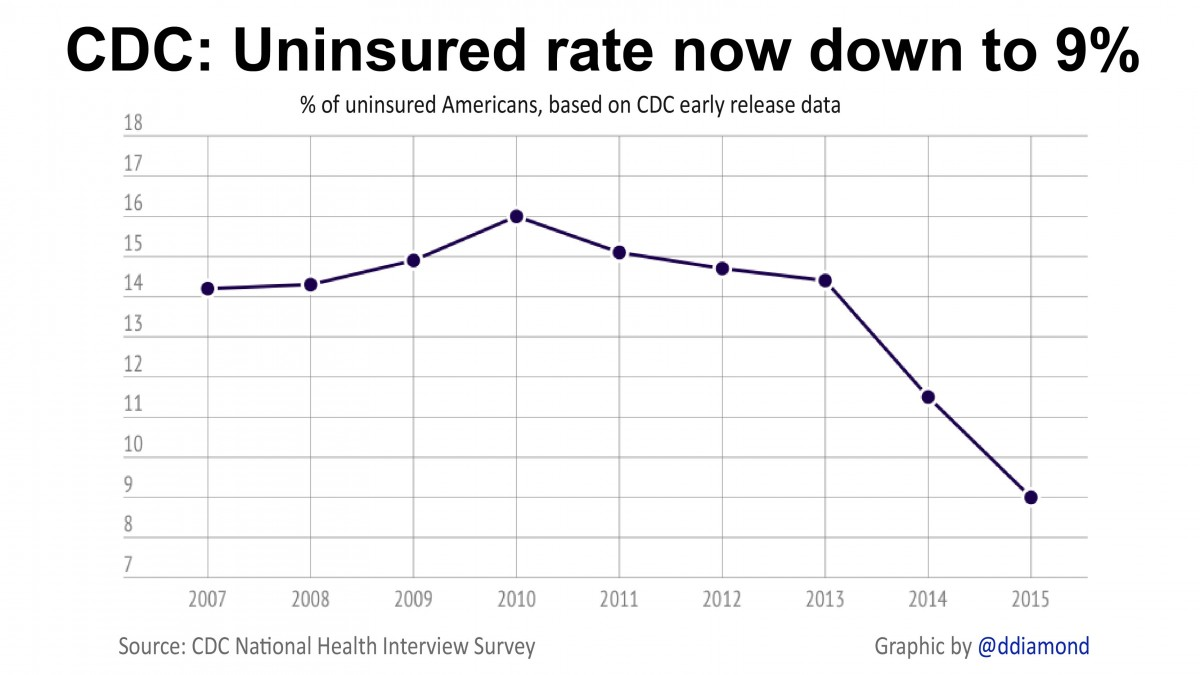 CDC: Uninsured rate now down to 9%
% of uninsured Americans, based on CDC early release data
18
17
16
15
14
13
12
11
10
9
8
7
2007 2008 2009 2010 2011 2012 2013 2014 2015
Source: CDC National Health Interview Survey
Graphic by @ddiamond